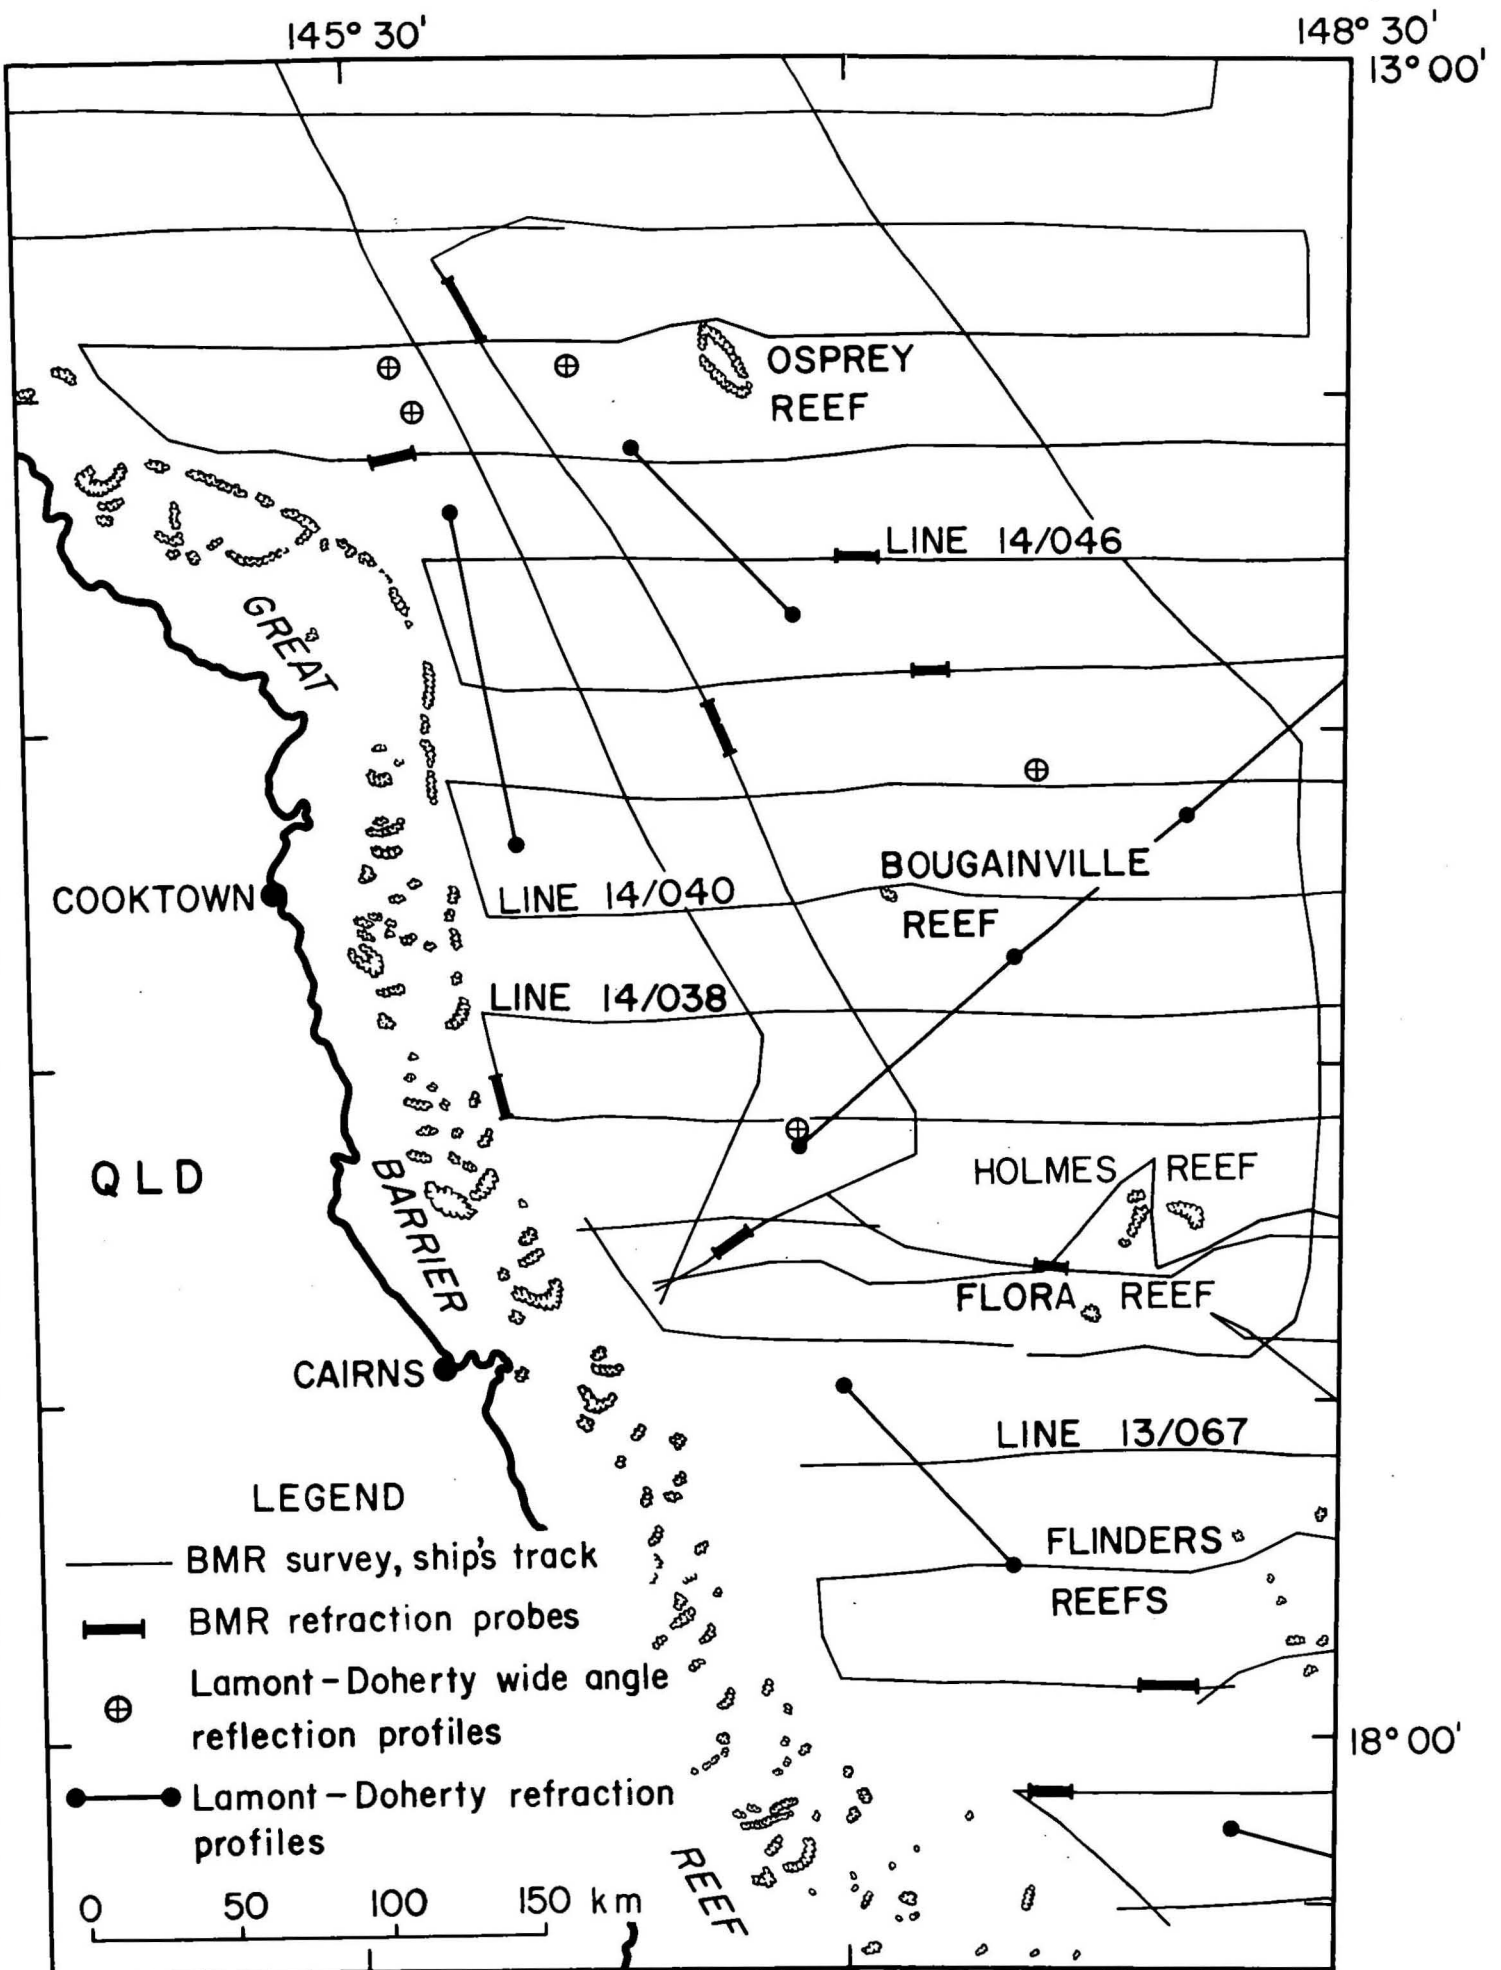 145° 30'
148° 30'
13° 00'
OSPREY
REEF
LINE 14/046
GREAT
BOUGAINVILLE
REEF
COOKTOWN
LINE 14/040
LINE 14/038
QLD
BARRIER
HOLMES REEF
FLORA REEF
CAIRNS
LINE 13/067
LEGEND
BMR survey, ship's track
BMR refraction probes
Lamont-Doherty wide angle
reflection profiles
Lamont-Doherty refraction
profiles
FLINDERS
REEFS
18° 00'
REEF
0 50 100 150 km